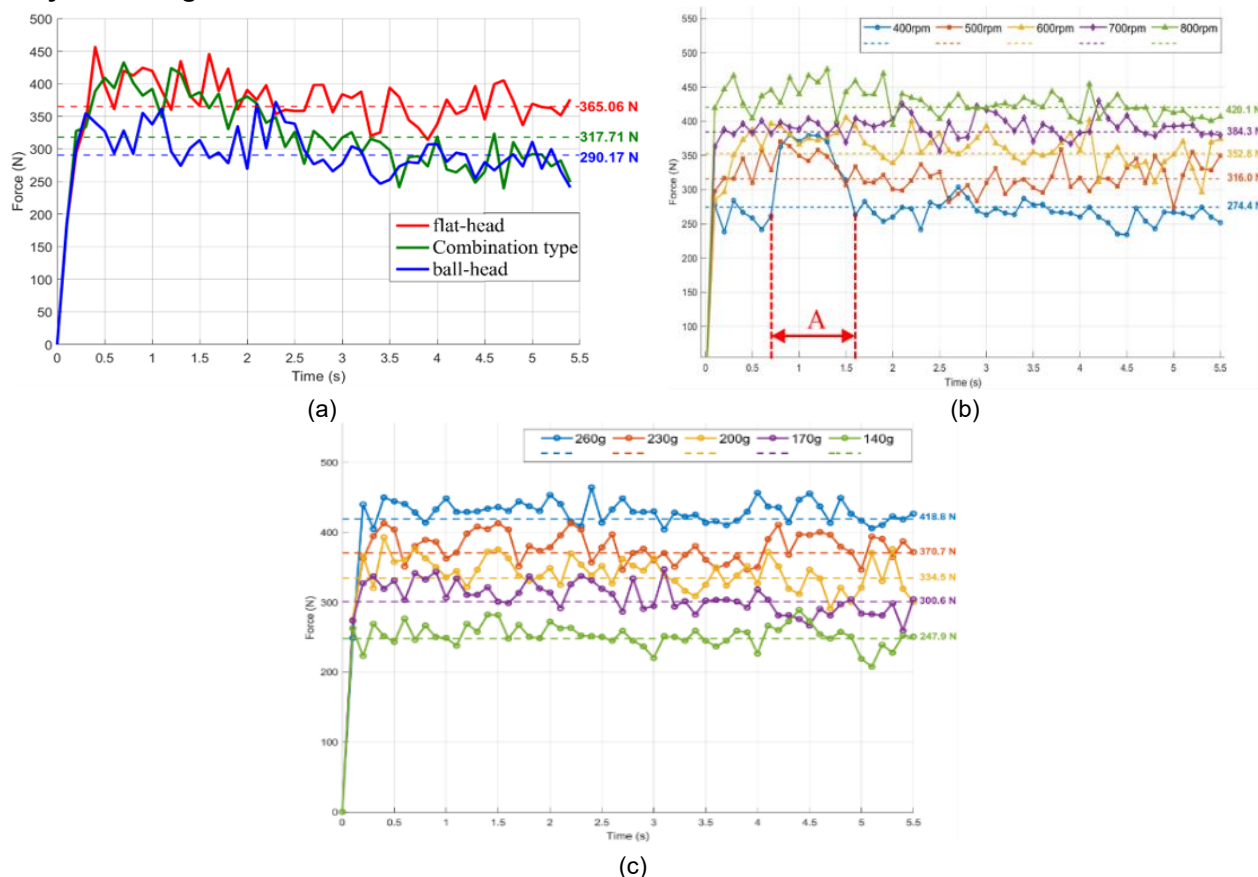 500
450
400
350
300
250
200
150
100
50
0
Force (N)
365.06 N
317.71 N
290.17 N
flat-head
Combination type
ball-head
0 0.5 1 1.5 2 2.5 3 3.5 4 4.5 5 5.5
Time (s)
(a)
400rpm 500rpm 600rpm 700rpm 800rpm
550
500
450
400
350
300
250
200
150
100
Force (N)
420.1
384.3
352.8
316.0
274.4
A
0 0.5 1 1.5 2 2.5 3 3.5 4 4.5 5 5.5
Time (s)
(b)
260g 230g 200g 170g 140g
500
400
300
200
100
0
Force (N)
418.8 N
370.7 N
334.5 N
300.6 N
247.9 N
0 0.5 1 1.5 2 2.5 3 3.5 4 4.5 5 5.5
Time (s)
(c)